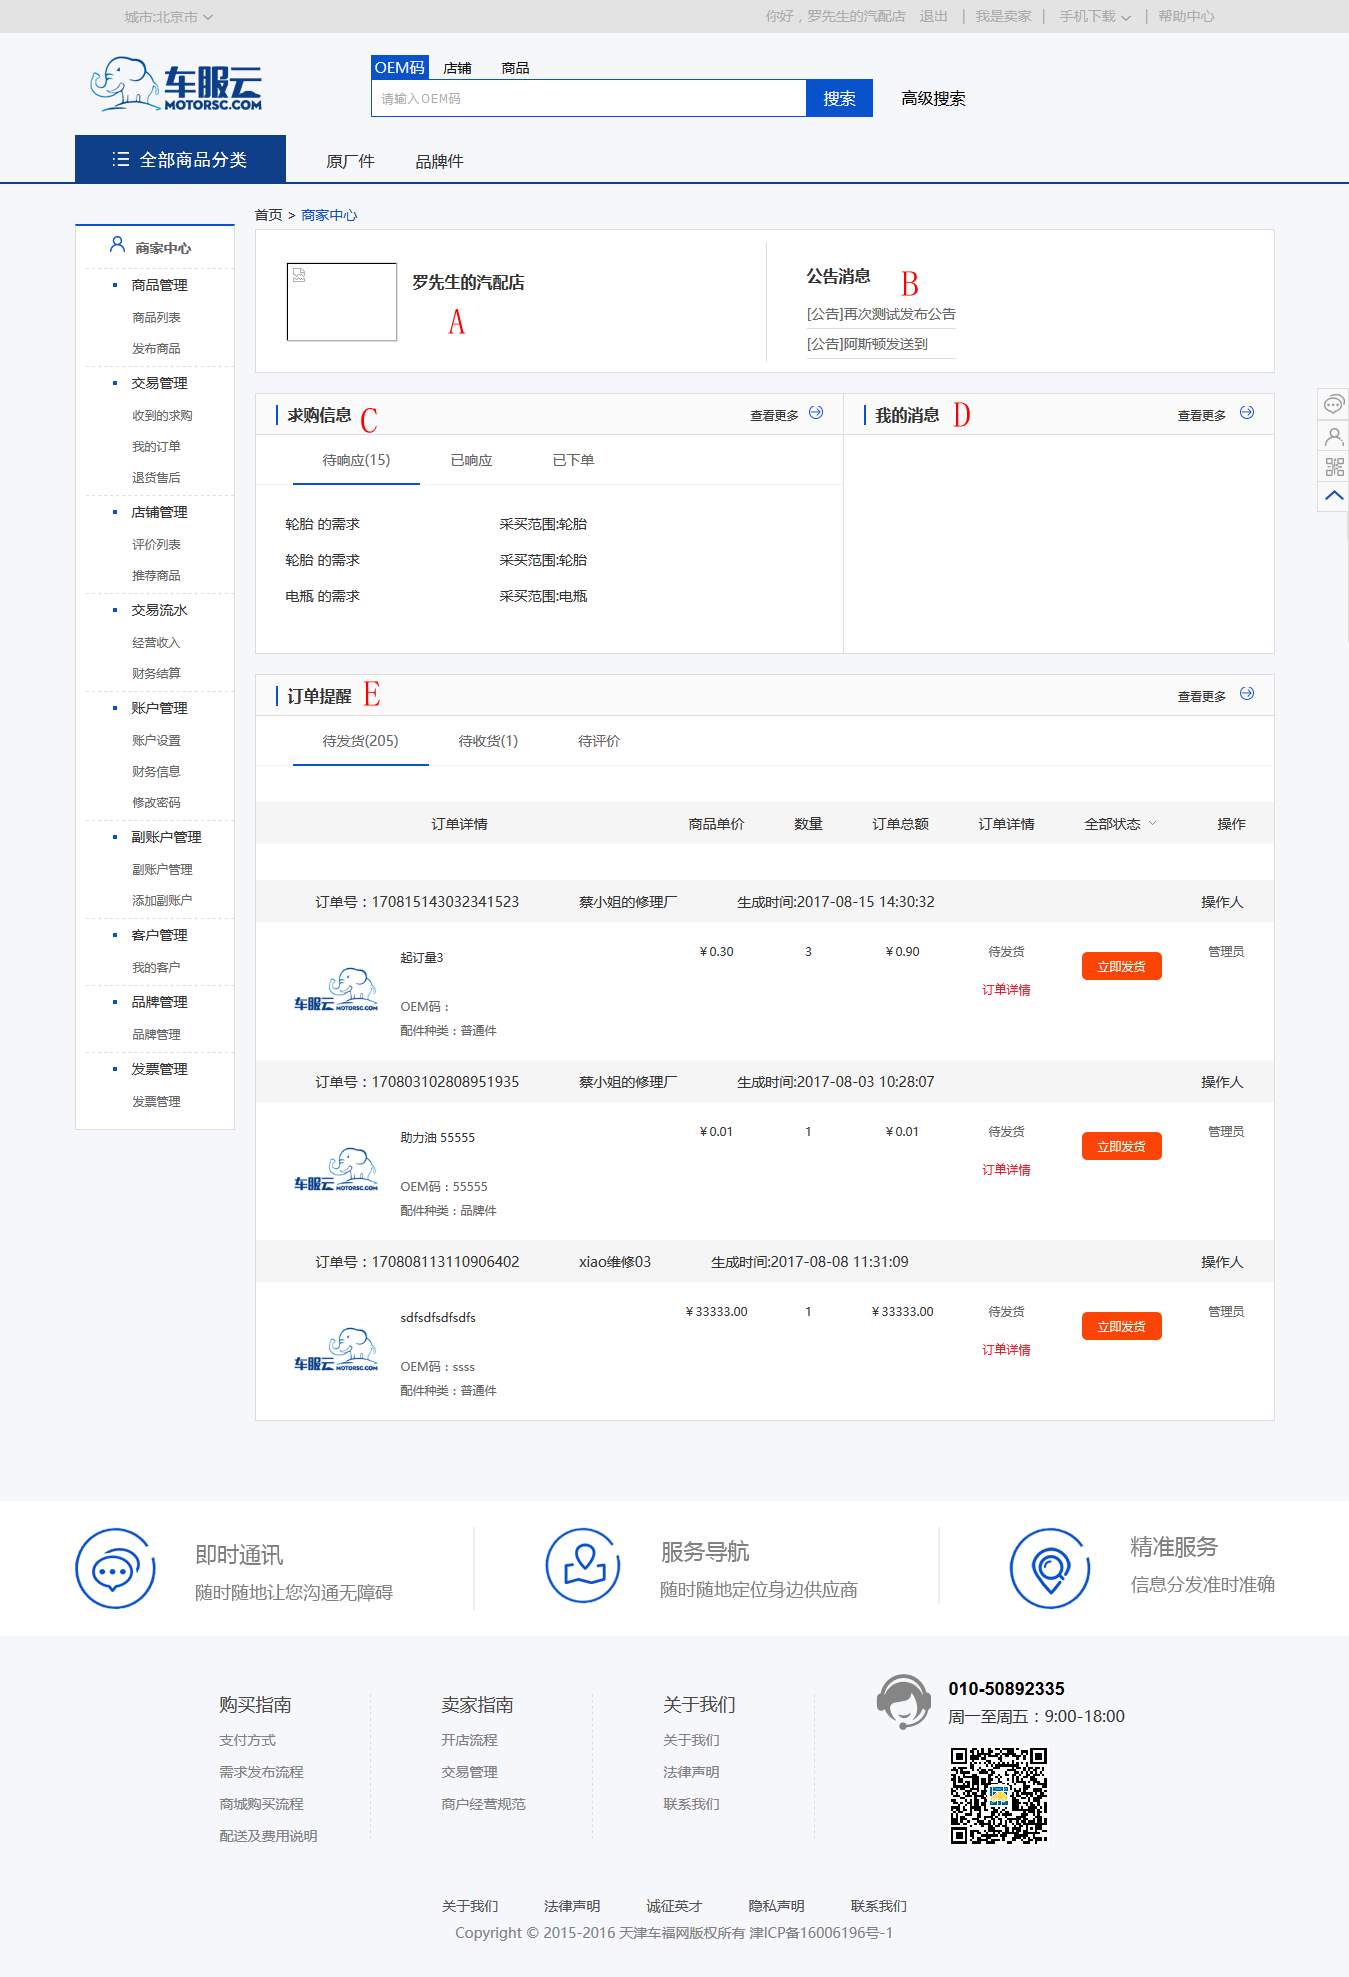 城市:北京市
你好，罗先生的汽配店 退出 | 我是卖家 | 手机下载 | 帮助中心
车服云
MOTORSC.COM
OEM码 店铺 商品
请输入OEM码 搜索 高级搜索
全部商品分类 原厂件 品牌件
首页 > 商家中心
商家中心
商品管理
商品列表
发布商品
交易管理
收到的求购
我的订单
退货售后
店铺管理
评价列表
推荐商品
交易流水
经营收入
财务结算
账户管理
账户设置
财务信息
修改密码
副账户管理
副账户管理
添加副账户
客户管理
我的客户
品牌管理
品牌管理
发票管理
发票管理
罗先生的汽配店
A
公告消息 B
[公告]再次测试发布公告
[公告]阿斯顿发送到
求购信息 C 查看更多
待响应(15) 已响应 已下单
轮胎 的需求 采买范围:轮胎
轮胎 的需求 采买范围:轮胎
电瓶 的需求 采买范围:电瓶
我的消息 D 查看更多
订单提醒 E 查看更多
待发货(205) 待收货(1) 待评价
订单详情 商品单价 数量 订单总额 订单详情 全部状态 操作
订单号：170815143032341523 蔡小姐的修理厂 生成时间:2017-08-15 14:30:32 操作人
车服云 MOTORSC.COM
起订量3 ￥0.30 3 ￥0.90 待发货 立即发货 管理员
订单详情
OEM码：
配件种类：普通件
订单号：170803102808951935 蔡小姐的修理厂 生成时间:2017-08-03 10:28:07 操作人
车服云 MOTORSC.COM
助力油 55555 ￥0.01 1 ￥0.01 待发货 立即发货 管理员
订单详情
OEM码：55555
配件种类：品牌件
订单号：170808113110906402 xiao维修03 生成时间:2017-08-08 11:31:09 操作人
车服云 MOTORSC.COM
sdfsdfsdfsdfs ￥33333.00 1 ￥33333.00 待发货 立即发货 管理员
订单详情
OEM码：ssss
配件种类：普通件
即时通讯
随时随地让您沟通无障碍
服务导航
随时随地定位身边供应商
精准服务
信息分发准时准确
购买指南
支付方式
需求发布流程
商城购买流程
配送及费用说明
卖家指南
开店流程
交易管理
商户经营规范
关于我们
关于我们
法律声明
联系我们
010-50892335
周一至周五：9:00-18:00
关于我们 法律声明 诚征英才 隐私声明 联系我们
Copyright © 2015-2016 天津车福网版权所有 津ICP备16006196号-1